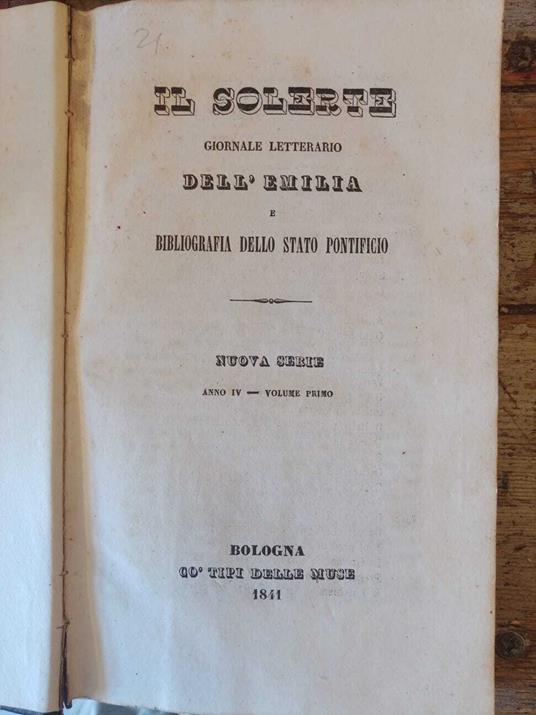 21
IL SOLERTE
GIORNALE LETTERARIO
DELL' EMILIA
E
BIBLIOGRAFIA DELLO STATO PONTIFICIO
NUOVA SERIE
ANNO IV — VOLUME PRIMO
BOLOGNA
CO' TIPI DELLE MUSE
1841